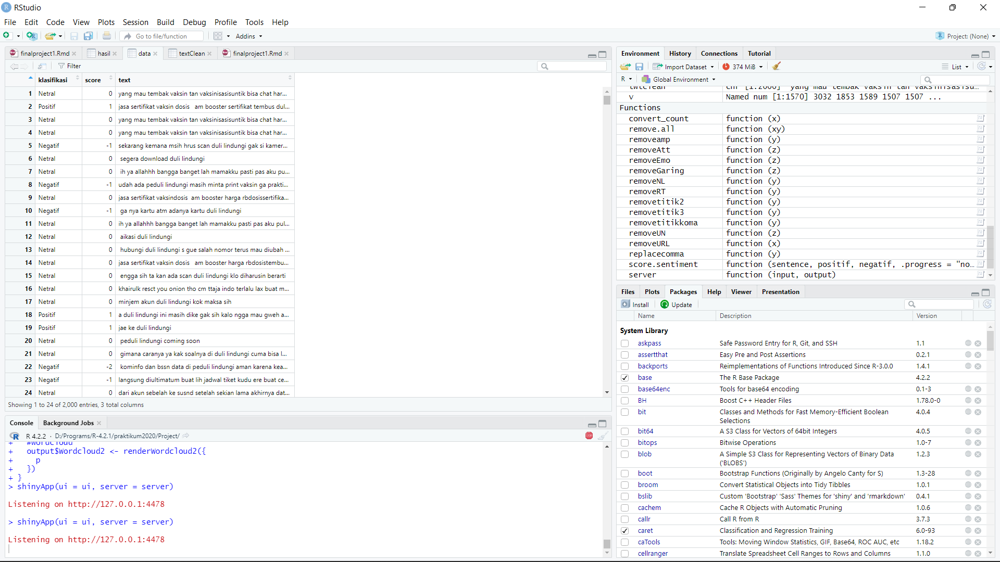 RStudio
File Edit Code View Plots Session Build Debug Profile Tools Help
Go to file/function Addins Project: (None)
finalproject1.Rmd hasil data textClean finalproject1.Rmd
Filter
klasifikasi score text
1 Netral 0 yang mau tembak vaksin tan vaksinisasisuntik bisa chat har...
2 Positif 1 jasa sertifikat vaksin dosis am booster sertifikat tembus dul...
3 Netral 0 yang mau tembak vaksin tan vaksinisasisuntik bisa chat har...
4 Netral 0 yang mau tembak vaksin tan vaksinisasisuntik bisa chat har...
5 Negatif -1 sekarang kemana msih hrus scan duli lindungi gak si kamer...
6 Netral 0 segera download duli lindungi
7 Netral 0 ih ya allahhh bangga banget lah mamakku pasti pas aku pu...
8 Negatif -1 udah ada peduli lindungi masih minta print vaksin ga prakti...
9 Netral 0 jasa sertifikat vaksindosis am booster harga rbdosissertifika...
10 Negatif -1 ga nya kartu atm adanya kartu duli lindungi
11 Netral 0 ih ya allahhh bangga banget lah mamakku pasti pas aku pul...
12 Netral 0 aikasi duli lindungi
13 Netral 0 hubungi duli lindungi s gue salah nomor terus mau diubah ...
14 Netral 0 jasa sertifikat vaksin dosis am booster harga rbdosistembu...
15 Netral 0 engga sih ta kan ada scan duli lindungi klo diharusin berarti
16 Netral 0 khairulk resct you onion tho cm ttaja indo terlalu lax buat m...
17 Netral 0 minjem akun duli lindungi kok maksa sih
18 Positif 1 a duli lindungi ini masih dike gak sih kalo ngga mau gweh a...
19 Positif 1 jae ke duli lindungi
20 Netral 0 peduli lindungi coming soon
21 Netral 0 gimana caranya ya kak soalnya di duli lindungi cuma bisa l...
22 Negatif -2 kominfo dan bssn data di peduli lindungi aman karena kea...
23 Negatif -1 langsung diultimatum buat lih jadwal tiket kudu ere buat ce...
24 Netral 0 dari akun sebelah ke susnd setelah sekian lama akhirnya dat...
Showing 1 to 24 of 2,000 entries, 3 total columns
Console Background Jobs
R 4.2.2 · D:/Programs/R-4.2.1/praktikum2020/Project/
+ #wordcloud
+ output$Wordcloud2 <- renderWordcloud2({
+ p
+ })
+ }
> shinyApp(ui = ui, server = server)
Listening on http://127.0.0.1:4478
> shinyApp(ui = ui, server = server)
Listening on http://127.0.0.1:4478
Environment History Connections Tutorial
Import Dataset 374 MiB List
R Global Environment
twtclean chr [1:2000] "yang mau tembak vaksin tan vaksinisasisu...
v Named num [1:1570] 3032 1853 1589 1507 1507 ...
Functions
convert_count function (x)
remove.all function (xy)
removeamp function (y)
removeAtt function (z)
removeEmo function (z)
removeGaring function (z)
removeNL function (y)
removeRT function (y)
removetitik2 function (y)
removetitik3 function (y)
removetitikkoma function (y)
removeUN function (z)
removeURL function (x)
replacecomma function (y)
score.sentiment function (sentence, positif, negatif, .progress = "no...
server function (input, output)
Files Plots Packages Help Viewer Presentation
Install Update
Name Description Version
System Library
askpass Safe Password Entry for R, Git, and SSH 1.1
assertthat Easy Pre and Post Assertions 0.2.1
backports Reimplementations of Functions Introduced Since R-3.0.0 1.4.1
base The R Base Package 4.2.2
base64enc Tools for base64 encoding 0.1-3
BH Boost C++ Header Files 1.78.0-0
bit Classes and Methods for Fast Memory-Efficient Boolean 4.0.4
Selections
bit64 A S3 Class for Vectors of 64bit Integers 4.0.5
bitops Bitwise Operations 1.0-7
blob A Simple S3 Class for Representing Vectors of Binary Data 1.2.3
('BLOBS')
boot Bootstrap Functions (Originally by Angelo Canty for S) 1.3-28
broom Convert Statistical Objects into Tidy Tibbles 1.0.1
bslib Custom 'Bootstrap' 'Sass' Themes for 'shiny' and 'rmarkdown' 0.4.1
cachem Cache R Objects with Automatic Pruning 1.0.6
callr Call R from R 3.7.3
caret Classification and Regression Training 6.0-93
caTools Tools: Moving Window Statistics, GIF, Base64, ROC AUC, etc 1.18.2
cellranger Translate Spreadsheet Cell Ranges to Rows and Columns 1.1.0